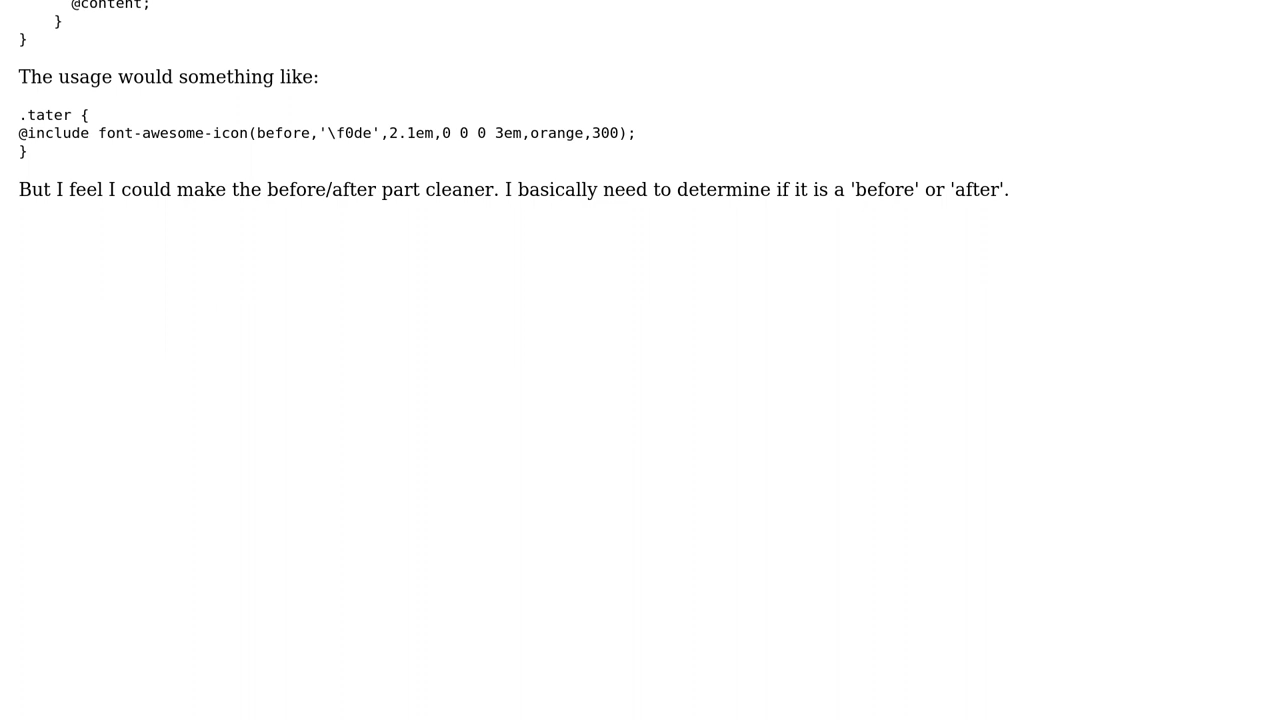 @content;
}
}
The usage would something like:
.tater {
@include font-awesome-icon(before,'\f0de',2.1em,0 0 0 3em,orange,300);
}
But I feel I could make the before/after part cleaner. I basically need to determine if it is a 'before' or 'after'.